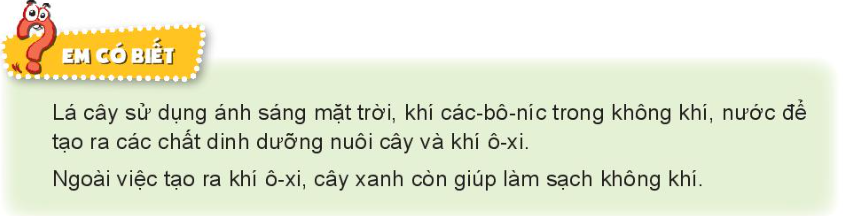 EM CÓ BIẾT
Lá cây sử dụng ánh sáng mặt trời, khí các-bô-níc trong không khí, nước để
tạo ra các chất dinh dưỡng nuôi cây và khí ô-xi.
Ngoài việc tạo ra khí ô-xi, cây xanh còn giúp làm sạch không khí.